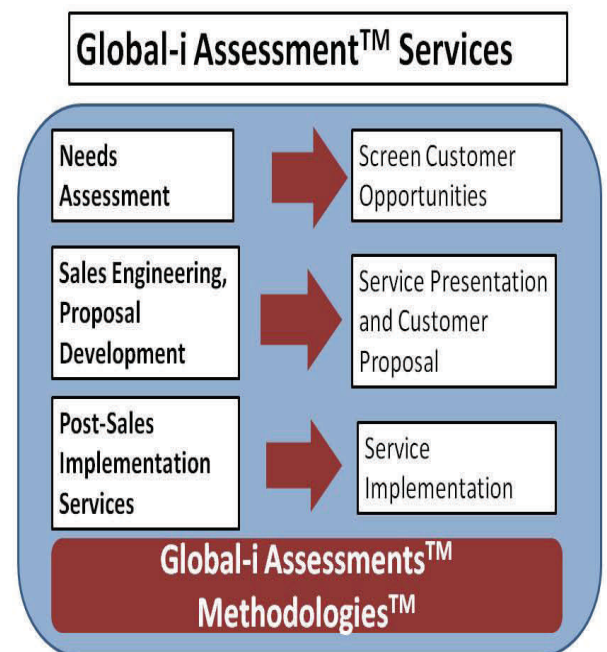 Global-i Assessment™ Services
Needs
Assessment
Screen Customer
Opportunities
Sales Engineering,
Proposal
Development
Service Presentation
and Customer
Proposal
Post-Sales
Implementation
Services
Service
Implementation
Global-i Assessments™
Methodologies™